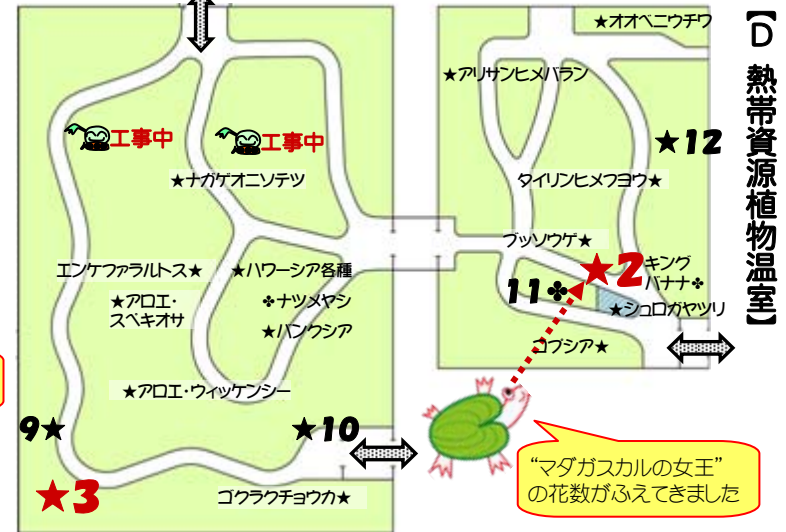 【D 熱帯資源植物温室】
★オオベニウチワ
★アリサンヒメバラン
★12
工事中
工事中
★ナガゲオニソテツ
タイリンヒメフヨウ★
ブッソウゲ★
★2
キング
バナナ✤
エンケファラルトス★
★ハワーシア各種
11✤
★アロエ・
スペキオサ
✤ナツメヤシ
★シュロガヤツリ
★バンクシア
コプシア★
★アロエ・ウィッケンシー
9★
★10
“マダガスカルの女王”
の花数がふえてきました
★3
ゴクラクチョウカ★